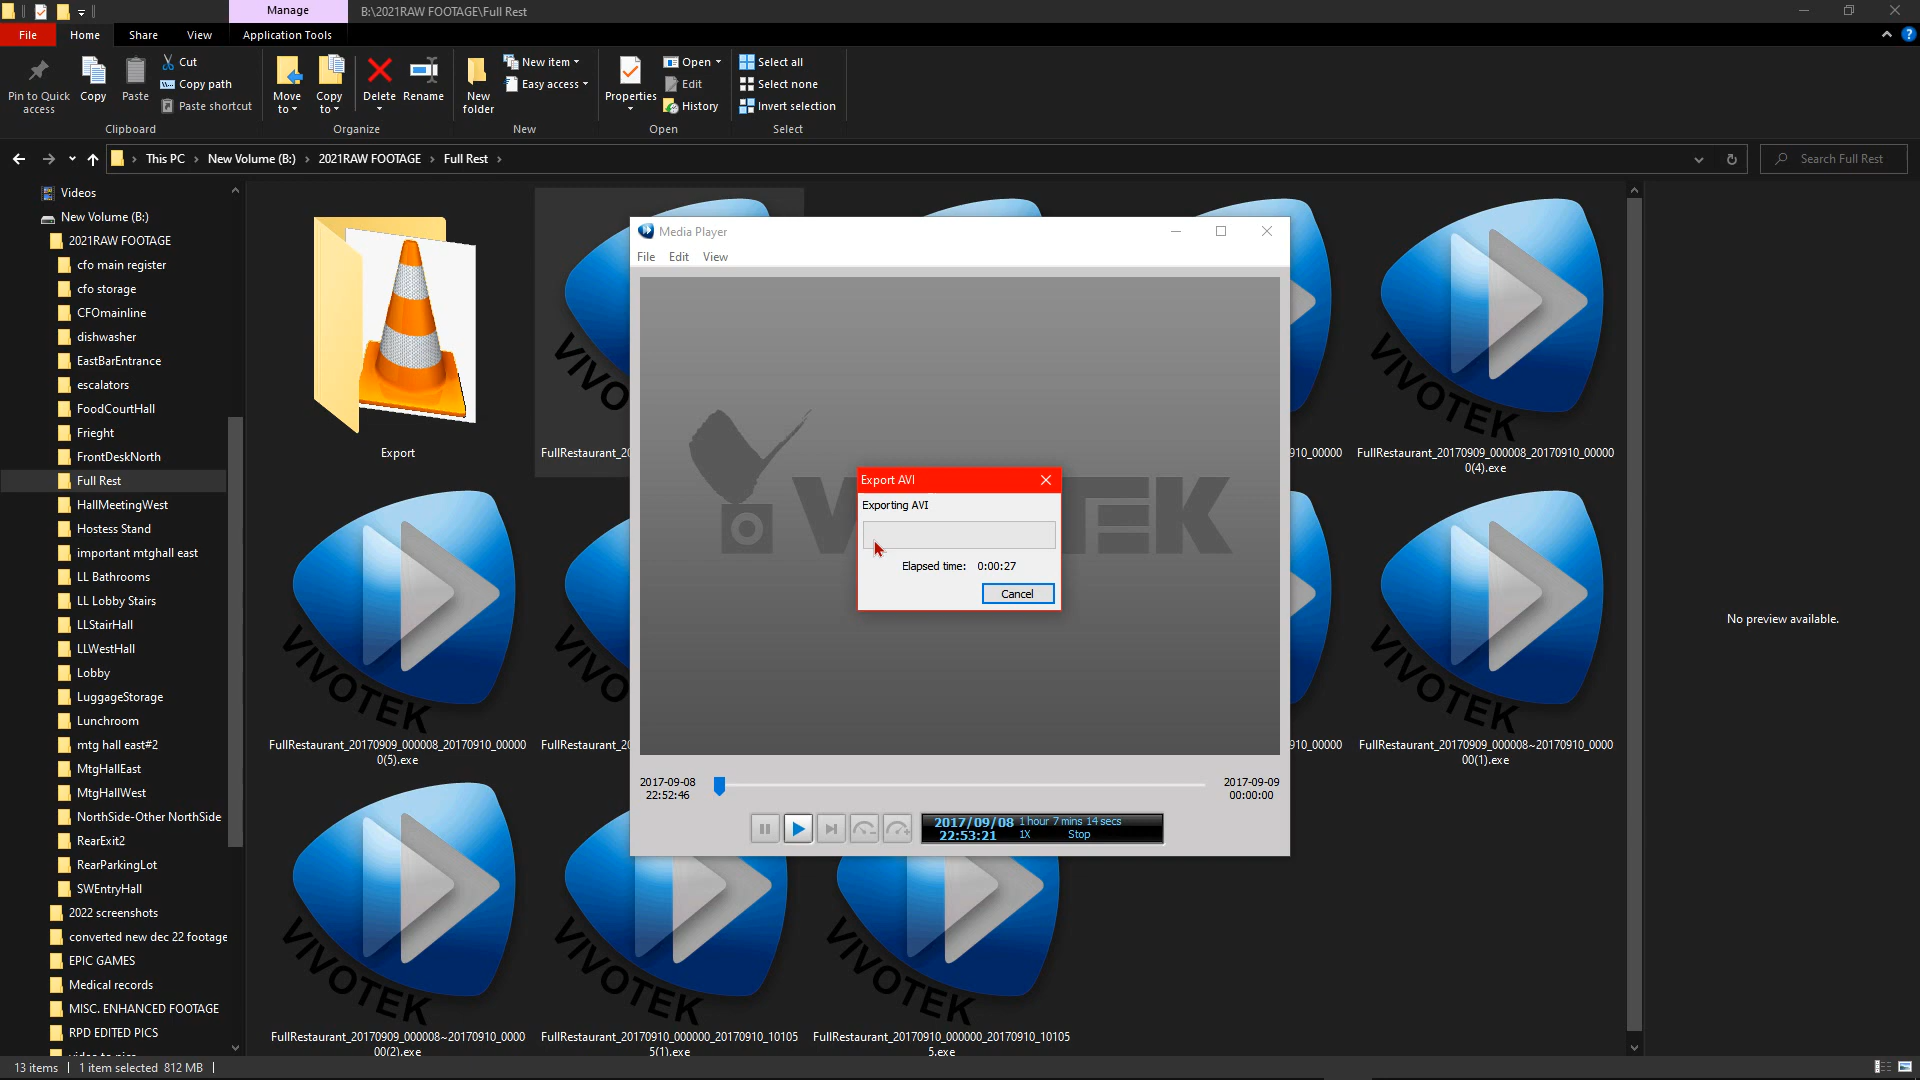 Manage
B:\2021RAW FOOTAGE\Full Rest
File
Home
Share
View
Application Tools
Pin to Quick access
Copy
Paste
Cut
Copy path
Paste shortcut
Move to
Copy to
Delete
Rename
New folder
New item
Easy access
Properties
Open
Edit
History
Select all
Select none
Invert selection
Clipboard
Organize
New
Open
Select
This PC
New Volume (B:)
2021RAW FOOTAGE
Full Rest
Search Full Rest
Videos
New Volume (B:)
2021RAW FOOTAGE
cfo main register
cfo storage
CFOmainline
dishwasher
EastBarEntrance
escalators
FoodCourtHall
Frieght
FrontDeskNorth
Full Rest
HallMeetingWest
Hostess Stand
important mtghall east
LL Bathrooms
LL Lobby Stairs
LLStairHall
LLWestHall
Lobby
LuggageStorage
Lunchroom
mtg hall east#2
MtgHallEast
MtgHallWest
NorthSide-Other NorthSide
RearExit2
RearParkingLot
SWEntryHall
2022 screenshots
converted new dec 22 footage
EPIC GAMES
Medical records
MISC. ENHANCED FOOTAGE
RPD EDITED PICS
Export
FullRestaurant_2
910_00000
VIVOTEK
FullRestaurant_20170909_000008_20170910_00000
0(4).exe
Media Player
File
Edit
View
Export AVI
Exporting AVI
Elapsed time: 0:00:27
Cancel
2017-09-08
22:52:46
2017-09-09
00:00:00
2017/09/08 1 hour 7 mins 14 secs
22:53:21 1X Stop
VIVOTEK
FullRestaurant_20170909_000008_20170910_00000
0(5).exe
FullRestaurant_2
910_00000
VIVOTEK
FullRestaurant_20170909_000008~20170910_0000
00(1).exe
VIVOTEK
FullRestaurant_20170909_000008~20170910_0000
00(2).exe
VIVOTEK
FullRestaurant_20170910_000000_20170910_10105
5(1).exe
VIVOTEK
FullRestaurant_20170910_000000_20170910_10105
5.exe
No preview available.
13 items
1 item selected 812 MB